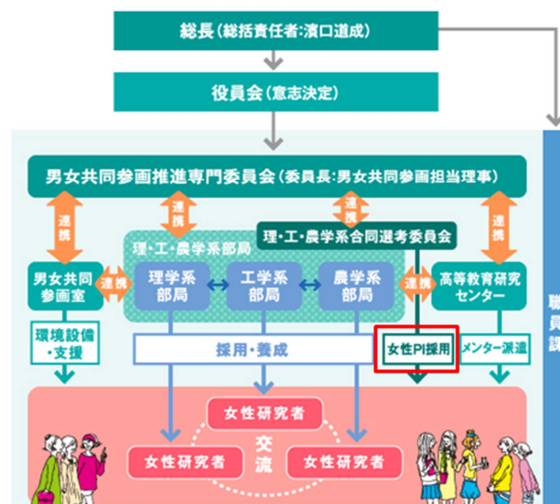 総長（総括責任者:濱口道成）
役員会（意志決定）
男女共同参画推進専門委員会（委員長:男女共同参画担当理事）
連携
連携
連携
連携
理・工・農学系合同選考委員会
理・工・農学系部局
男女共同
参画室
連携
理学系
部局
工学系
部局
農学系
部局
連携
高等教育研究
センター
職員課
環境設備
・支援
採用・養成
女性PI採用
メンター派遣
女性研究者
女性研究者
交流
女性研究者